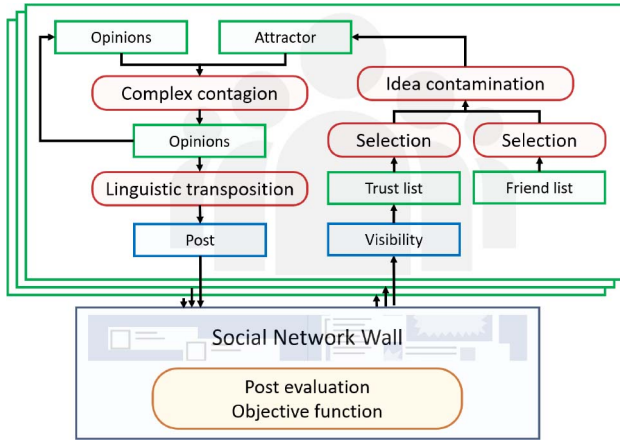 Opinions
Attractor
Complex contagion
Idea contamination
Opinions
Selection
Selection
Linguistic transposition
Trust list
Friend list
Post
Visibility
Social Network Wall
Post evaluation
Objective function